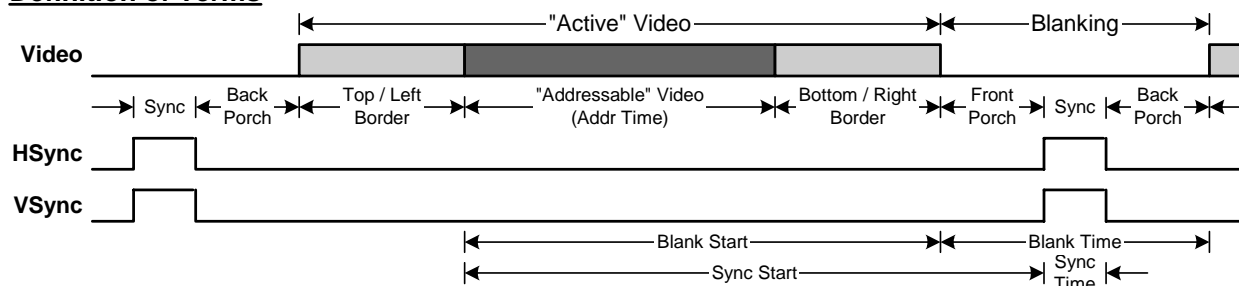 Definition of Terms
"Active" Video
Blanking
Video
Sync
Back
Porch
Top / Left
Border
"Addressable" Video
(Addr Time)
Bottom / Right
Border
Front
Porch
Sync
Back
Porch
HSync
VSync
Blank Start
Blank Time
Sync Start
Sync
Time